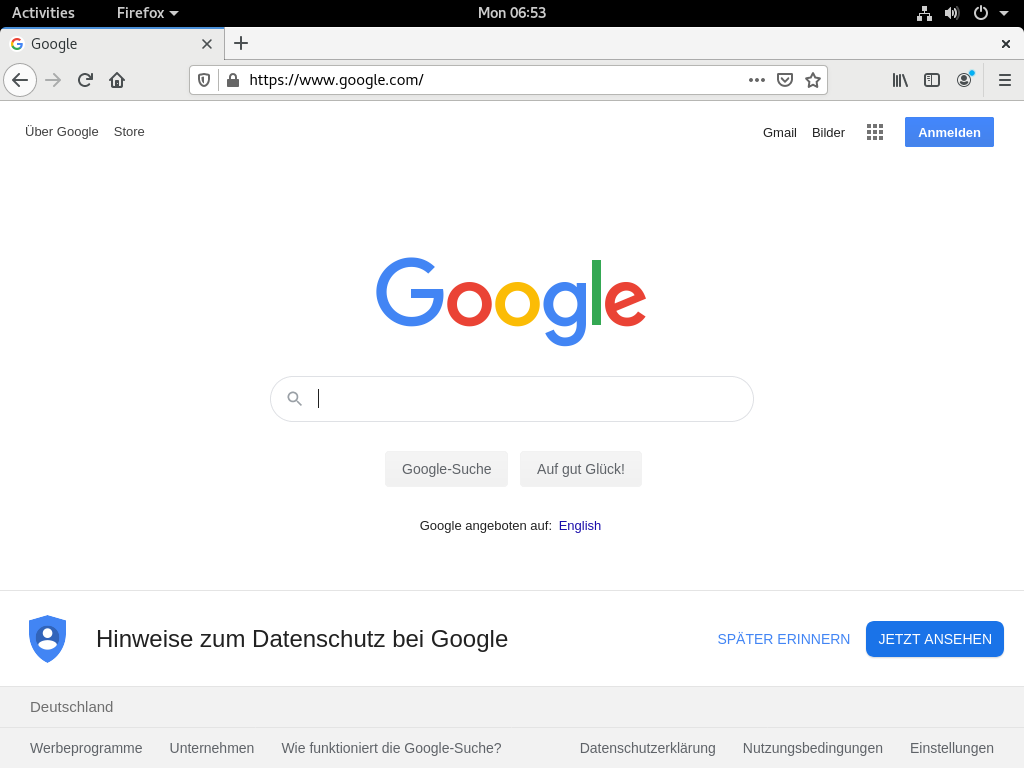 Activities Firefox Mon 06:53
Google
https://www.google.com/
Über Google Store Gmail Bilder Anmelden
Google
Google-Suche Auf gut Glück!
Google angeboten auf: English
Hinweise zum Datenschutz bei Google SPÄTER ERINNERN JETZT ANSEHEN
Deutschland
Werbeprogramme Unternehmen Wie funktioniert die Google-Suche? Datenschutzerklärung Nutzungsbedingungen Einstellungen